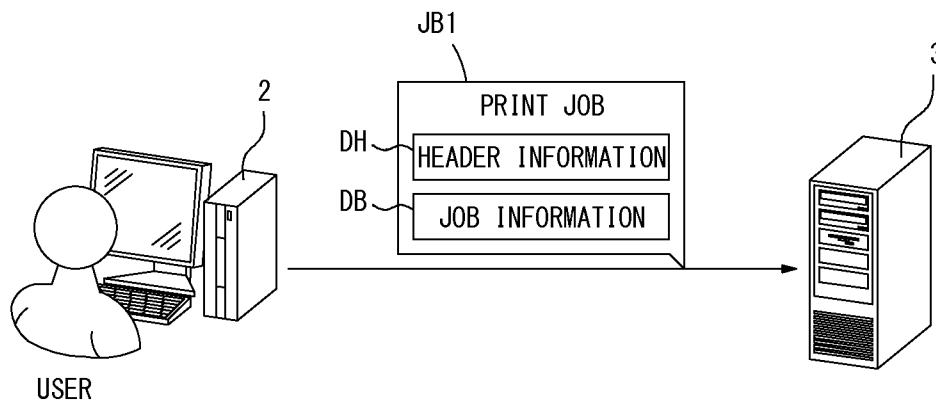 JB1
2
3
PRINT JOB
DH
HEADER INFORMATION
DB
JOB INFORMATION
USER